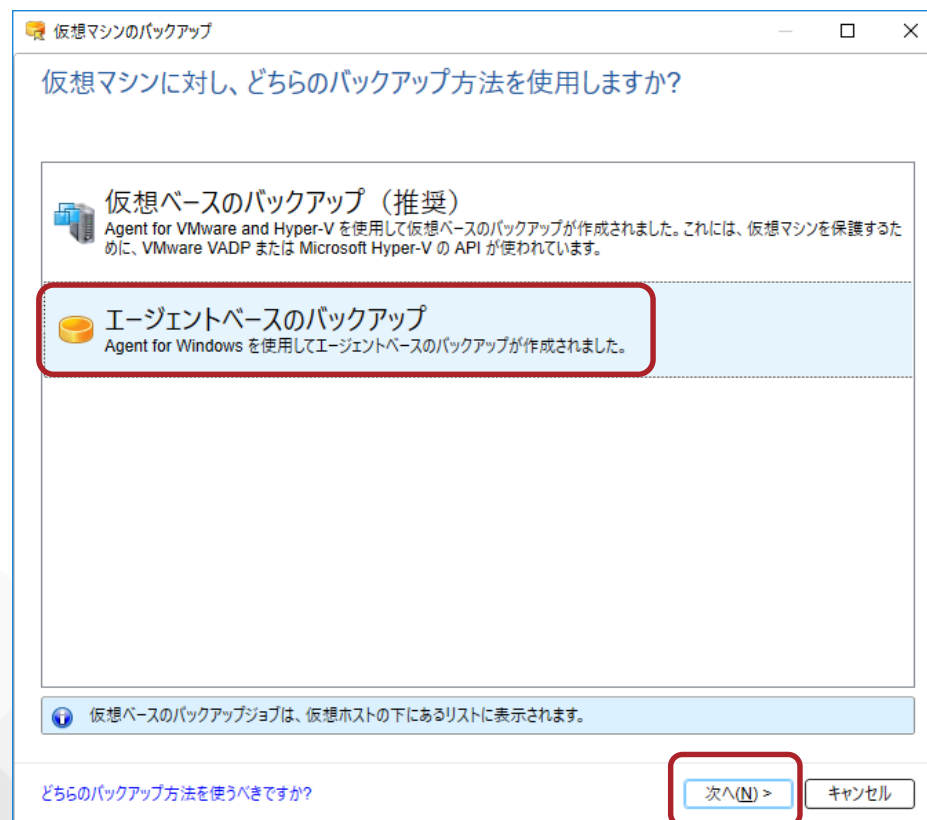 仮想マシンのバックアップ
仮想マシンに対し、どちらのバックアップ方法を使用しますか?
仮想ベースのバックアップ（推奨）
Agent for VMware and Hyper-V を使用して仮想ベースのバックアップが作成されました。これには、仮想マシンを保護するた
めに、VMware VADP または Microsoft Hyper-V の API が使われています。
エージェントベースのバックアップ
Agent for Windows を使用してエージェントベースのバックアップが作成されました。
仮想ベースのバックアップジョブは、仮想ホストの下にあるリストに表示されます。
どちらのバックアップ方法を使うべきですか?
次へ(N) >
キャンセル